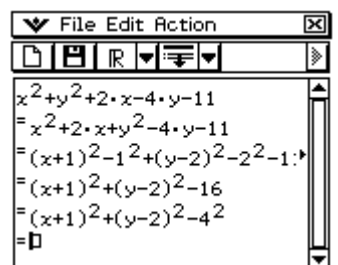 File Edit Action
ℝ
x²+y²+2·x-4·y-11
=x²+2·x+y²-4·y-11
=(x+1)²-1²+(y-2)²-2²-1
=(x+1)²+(y-2)²-16
=(x+1)²+(y-2)²-4²
=